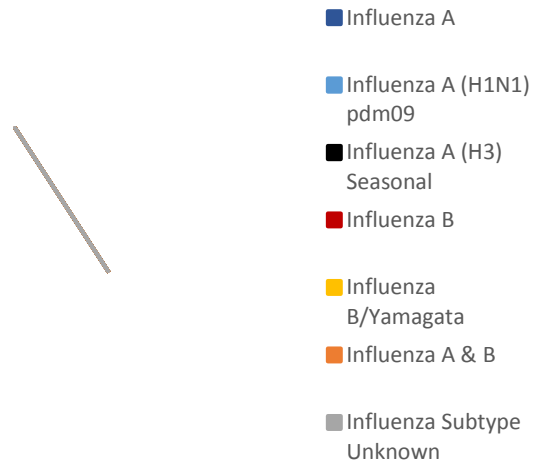 Influenza A
Influenza A (H1N1)
pdm09
Influenza A (H3)
Seasonal
Influenza B
Influenza
B/Yamagata
Influenza A & B
Influenza Subtype
Unknown